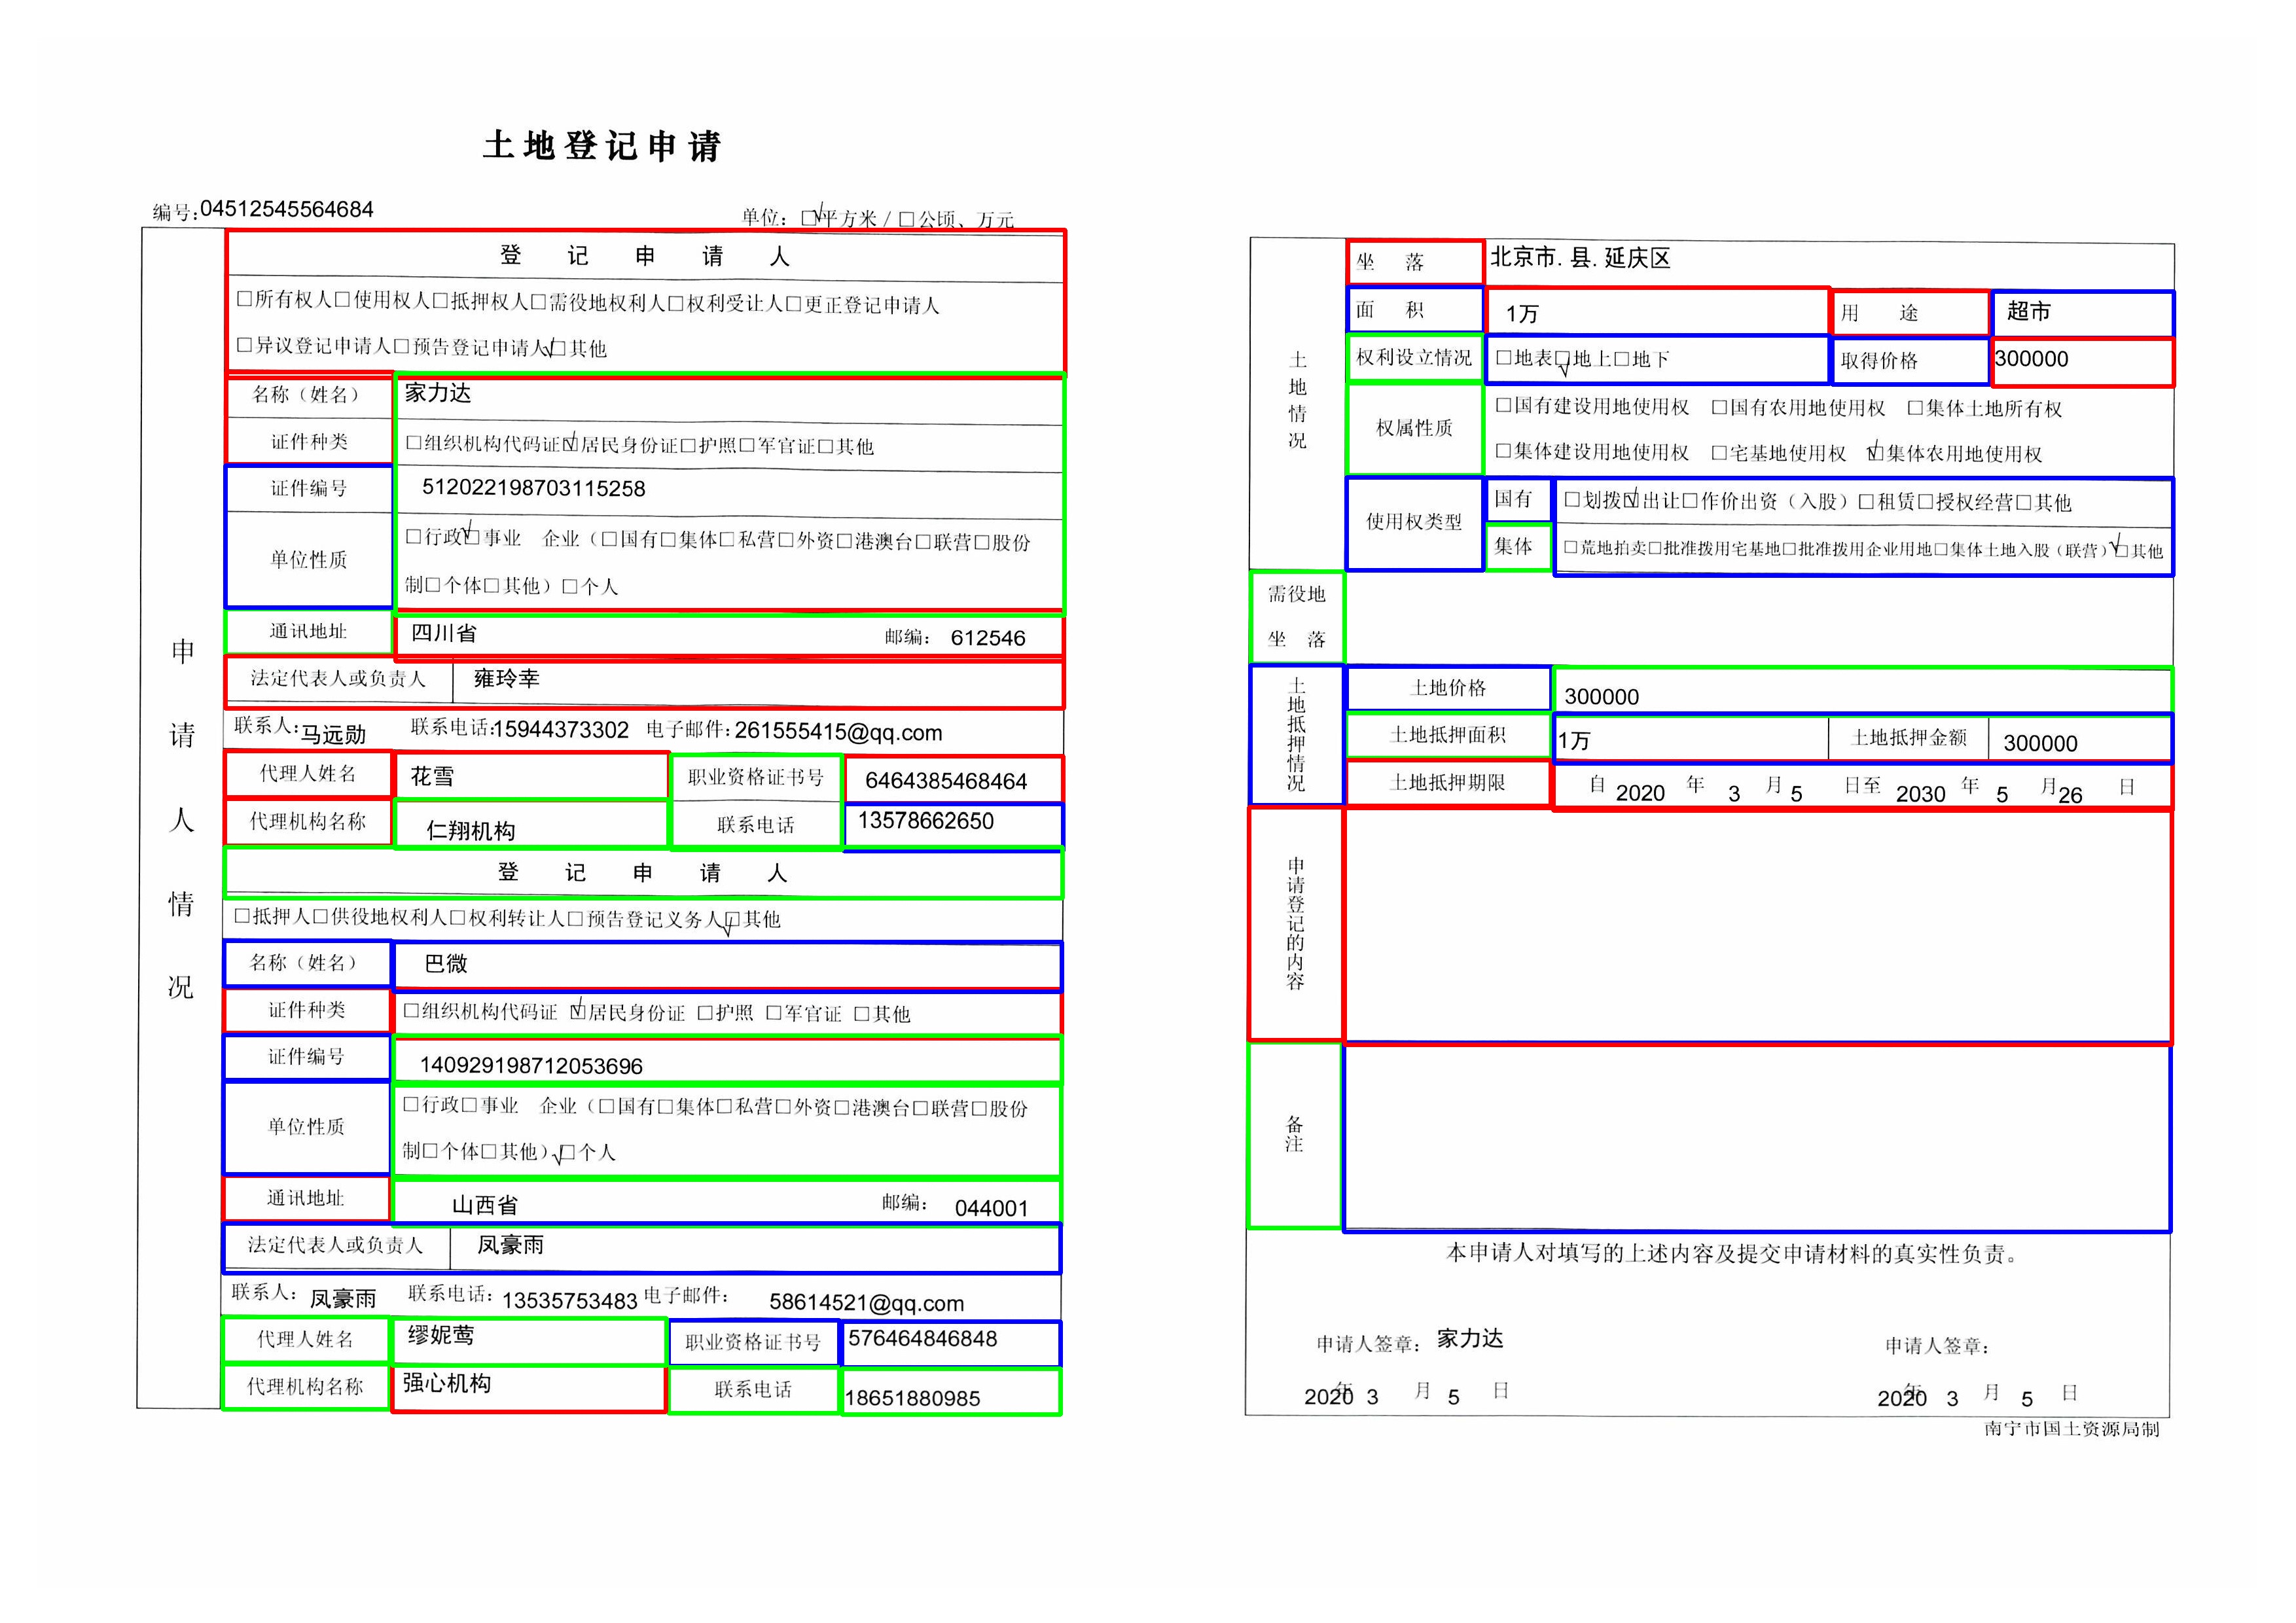 土地登记申请
编号:04512545564684 单位：□√平方米/□公顷、万元
登 记 申 请 人
□所有权人□使用权人□抵押权人□需役地权利人□权利受让人□更正登记申请人
□异议登记申请人□预告登记申请人√□其他
名称（姓名） 家力达
证件种类 □组织机构代码证□√居民身份证□护照□军官证□其他
证件编号 512022198703115258
单位性质 □行政□√事业 企业（□国有□集体□私营□外资□港澳台□联营□股份
制□个体□其他）□个人
通讯地址 四川省 邮编： 612546
法定代表人或负责人 雍玲幸
联系人:马远勋 联系电话:15944373302 电子邮件:261555415@qq.com
代理人姓名 花雪 职业资格证书号 6464385468464
代理机构名称 仁翔机构 联系电话 13578662650
登 记 申 请 人
□抵押人□供役地权利人□权利转让人□预告登记义务人□√其他
名称（姓名） 巴微
证件种类 □组织机构代码证 □√居民身份证 □护照 □军官证 □其他
证件编号 140929198712053696
单位性质 □行政□事业 企业（□国有□集体□私营□外资□港澳台□联营□股份
制□个体□其他）√□个人
通讯地址 山西省 邮编： 044001
法定代表人或负责人 凤豪雨
联系人: 凤豪雨 联系电话: 13535753483 电子邮件: 58614521@qq.com
代理人姓名 缪妮莺 职业资格证书号 576464846848
代理机构名称 强心机构 联系电话 18651880985
申请人情况
土地情况
坐 落 北京市.县.延庆区
面 积 1万 用 途 超市
权利设立情况 □地表□√地上□地下 取得价格 300000
权属性质 □国有建设用地使用权 □国有农用地使用权 □集体土地所有权
□集体建设用地使用权 □宅基地使用权 □√集体农用地使用权
使用权类型 国有 □划拨□√出让□作价出资（入股）□租赁□授权经营□其他
集体 □荒地拍卖□批准拨用宅基地□批准拨用企业用地□集体土地入股（联营）√□其他
需役地
坐 落
土地抵押情况
土地价格 300000
土地抵押面积 1万 土地抵押金额 300000
土地抵押期限 自 2020 年 3 月 5 日至 2030 年 5 月26 日
申请登记的内容
备注
本申请人对填写的上述内容及提交申请材料的真实性负责。
申请人签章： 家力达 申请人签章：
2020年 3 月 5 日 2020年 3 月 5 日
南宁市国土资源局制